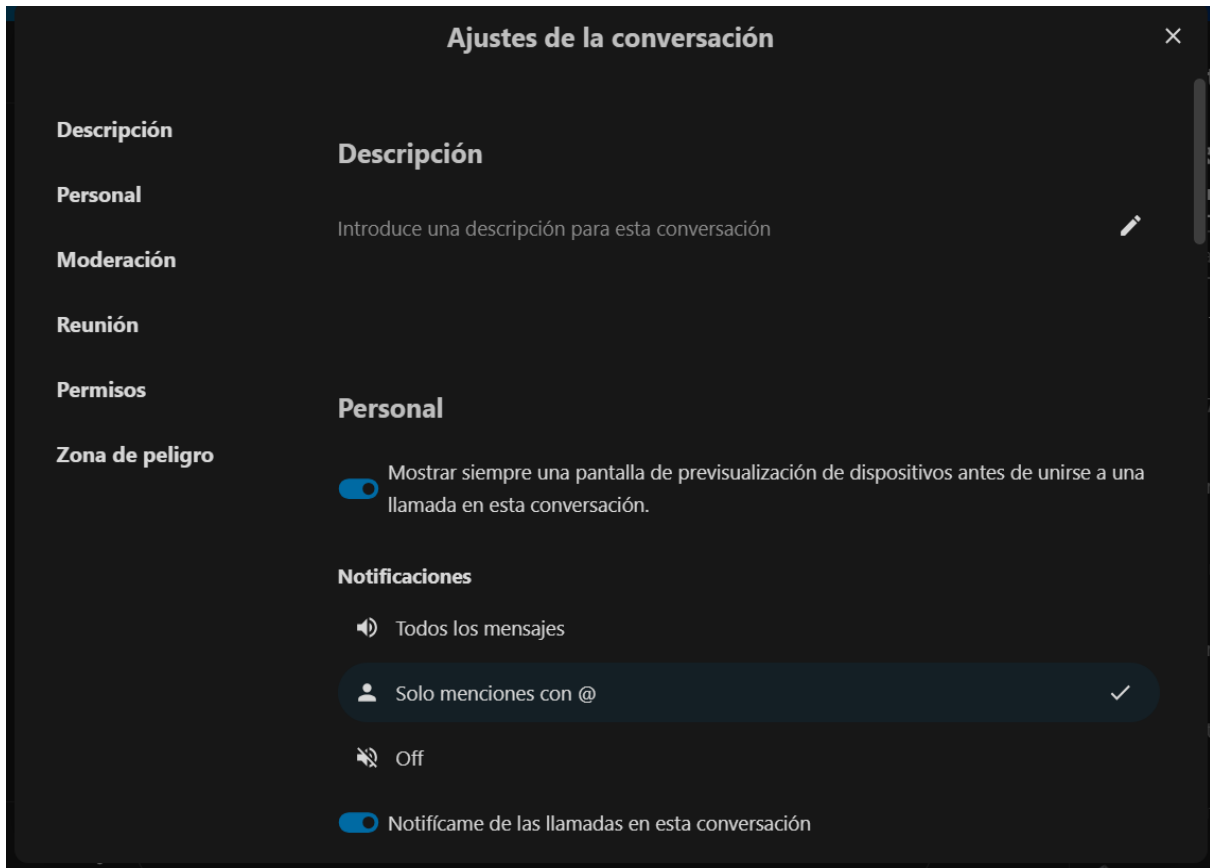 Ajustes de la conversación
Descripción
Personal
Moderación
Reunión
Permisos
Zona de peligro
Descripción
Introduce una descripción para esta conversación
Personal
Mostrar siempre una pantalla de previsualización de dispositivos antes de unirse a una
llamada en esta conversación.
Notificaciones
Todos los mensajes
Solo menciones con @
Off
Notifícame de las llamadas en esta conversación